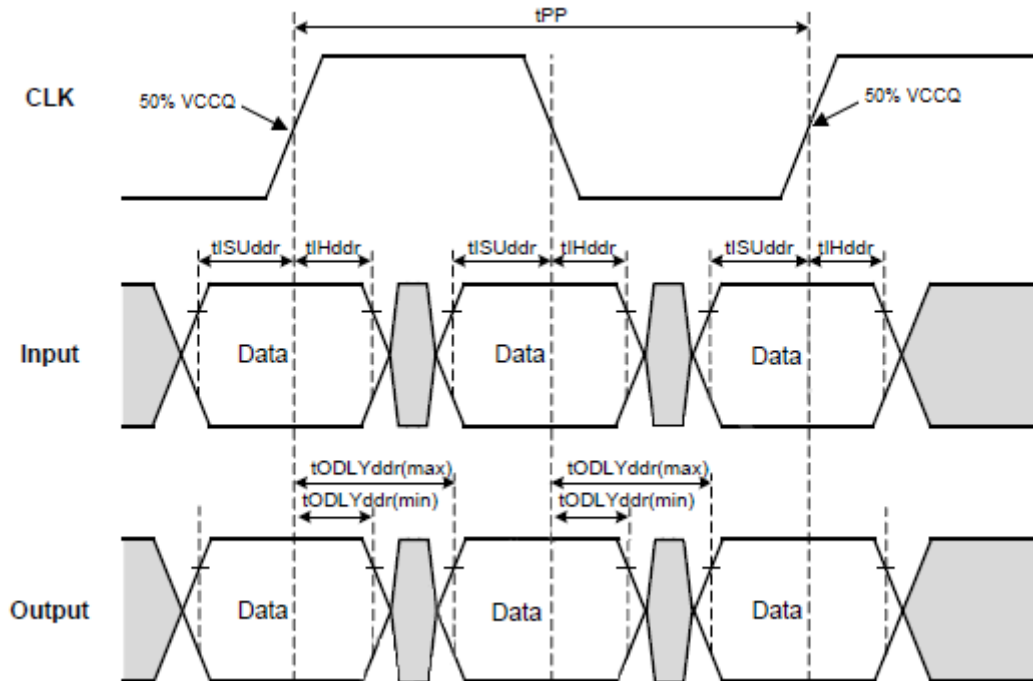 tPP
CLK
50% VCCQ
50% VCCQ
tISUddr
tIHddr
tISUddr
tIHddr
tISUddr
tIHddr
Input
Data
Data
Data
tODLYddr(max)
tODLYddr(max)
tODLYddr(min)
tODLYddr(min)
Output
Data
Data
Data